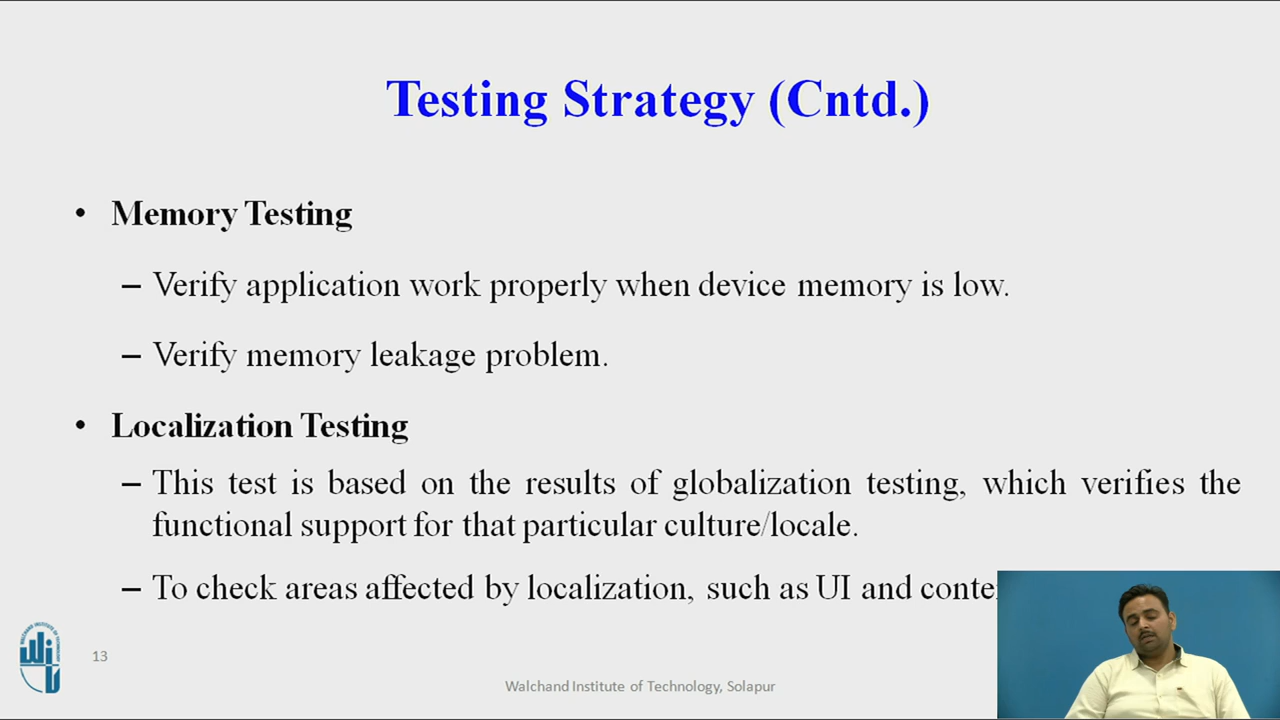 Testing Strategy (Cntd.)
• Memory Testing
– Verify application work properly when device memory is low.
– Verify memory leakage problem.
• Localization Testing
– This test is based on the results of globalization testing, which verifies the
functional support for that particular culture/locale.
– To check areas affected by localization, such as UI and
13
Walchand Institute of Technology, Solapur